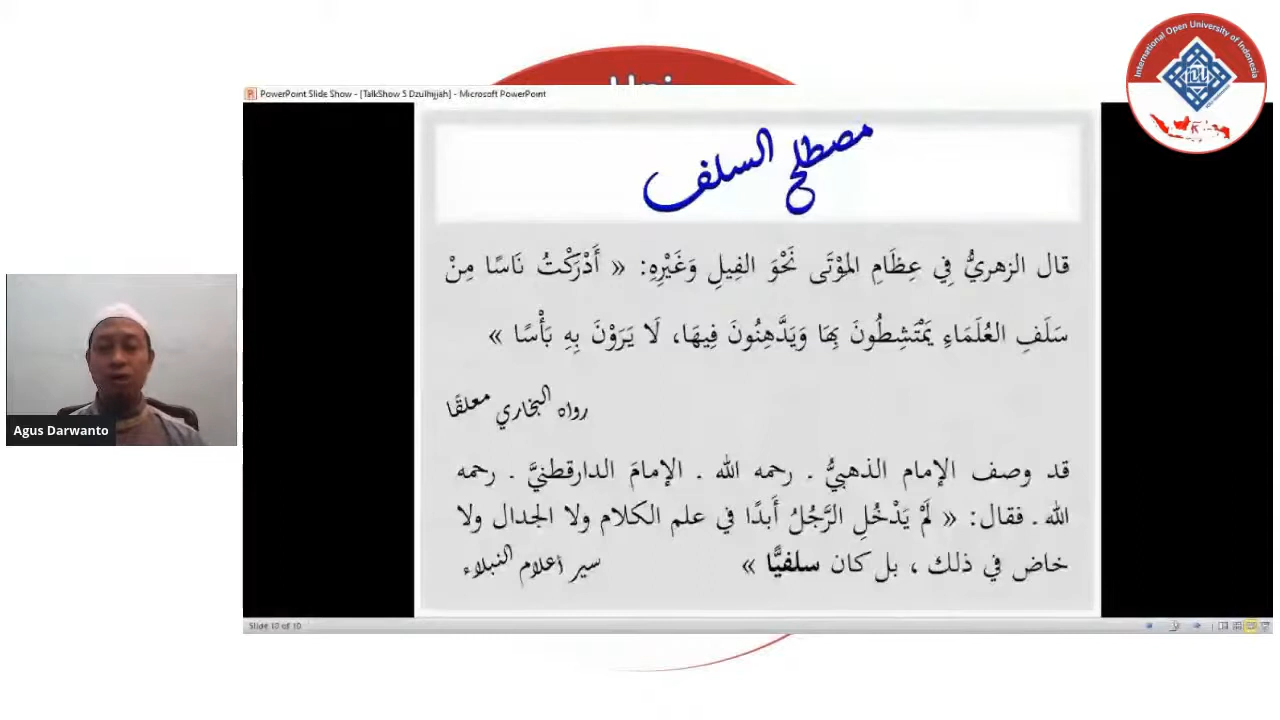 International Open University of Indonesia
PowerPoint Slide Show - [TalkShow 5 Dzulhijjah] - Microsoft PowerPoint
مصطلح السلف
قال الزهريُّ فِي عِظَامِ المَوْتَى نَحْوَ الفِيلِ وَغَيْرِهِ: « أَدْرَكْتُ نَاسًا مِنْ
سَلَفِ العُلَمَاءِ يَمْتَشِطُونَ بِهَا وَيَدَّهِنُونَ فِيهَا، لَا يَرَوْنَ بِهِ بَأْسًا »
رواه البخاري معلقًا
قد وصف الإمام الذهبيُّ . رحمه الله . الإمامَ الدارقطنيَّ . رحمه
الله . فقال: « لَمْ يَدْخُلِ الرَّجُلُ أَبدًا في علم الكلام ولا الجدال ولا
خاض في ذلك ، بل كان سلفيًّا »
سير أعلام النبلاء
Agus Darwanto